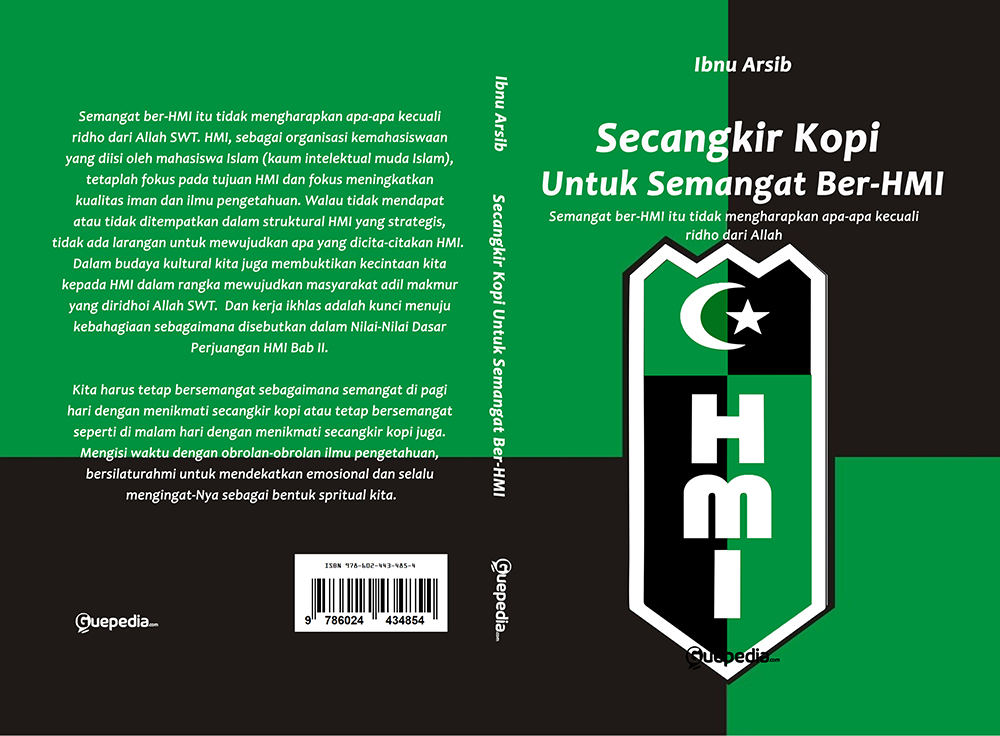 Semangat ber-HMI itu tidak mengharapkan apa-apa kecuali
ridho dari Allah SWT. HMI, sebagai organisasi kemahasiswaan
yang diisi oleh mahasiswa Islam (kaum intelektual muda Islam),
tetaplah fokus pada tujuan HMI dan fokus meningkatkan
kualitas iman dan ilmu pengetahuan. Walau tidak mendapat
atau tidak ditempatkan dalam struktural HMI yang strategis,
tidak ada larangan untuk mewujudkan apa yang dicita-citakan HMI.
Dalam budaya kultural kita juga membuktikan kecintaan kita
kepada HMI dalam rangka mewujudkan masyarakat adil makmur
yang diridhoi Allah SWT. Dan kerja ikhlas adalah kunci menuju
kebahagiaan sebagaimana disebutkan dalam Nilai-Nilai Dasar
Perjuangan HMI Bab II.
Kita harus tetap bersemangat sebagaimana semangat di pagi
hari dengan menikmati secangkir kopi atau tetap bersemangat
seperti di malam hari dengan menikmati secangkir kopi juga.
Mengisi waktu dengan obrolan-obrolan ilmu pengetahuan,
bersilaturahmi untuk mendekatkan emosional dan selalu
mengingat-Nya sebagai bentuk spritual kita.
Guepedia.com
ISBN 978-602-443-485-4
9 786024 434854
Ibnu Arsib
Secangkir Kopi Untuk Semangat Ber-HMI
Guepedia.com
Ibnu Arsib
Secangkir Kopi
Untuk Semangat Ber-HMI
Semangat ber-HMI itu tidak mengharapkan apa-apa kecuali
ridho dari Allah
H
M
I
Guepedia.com